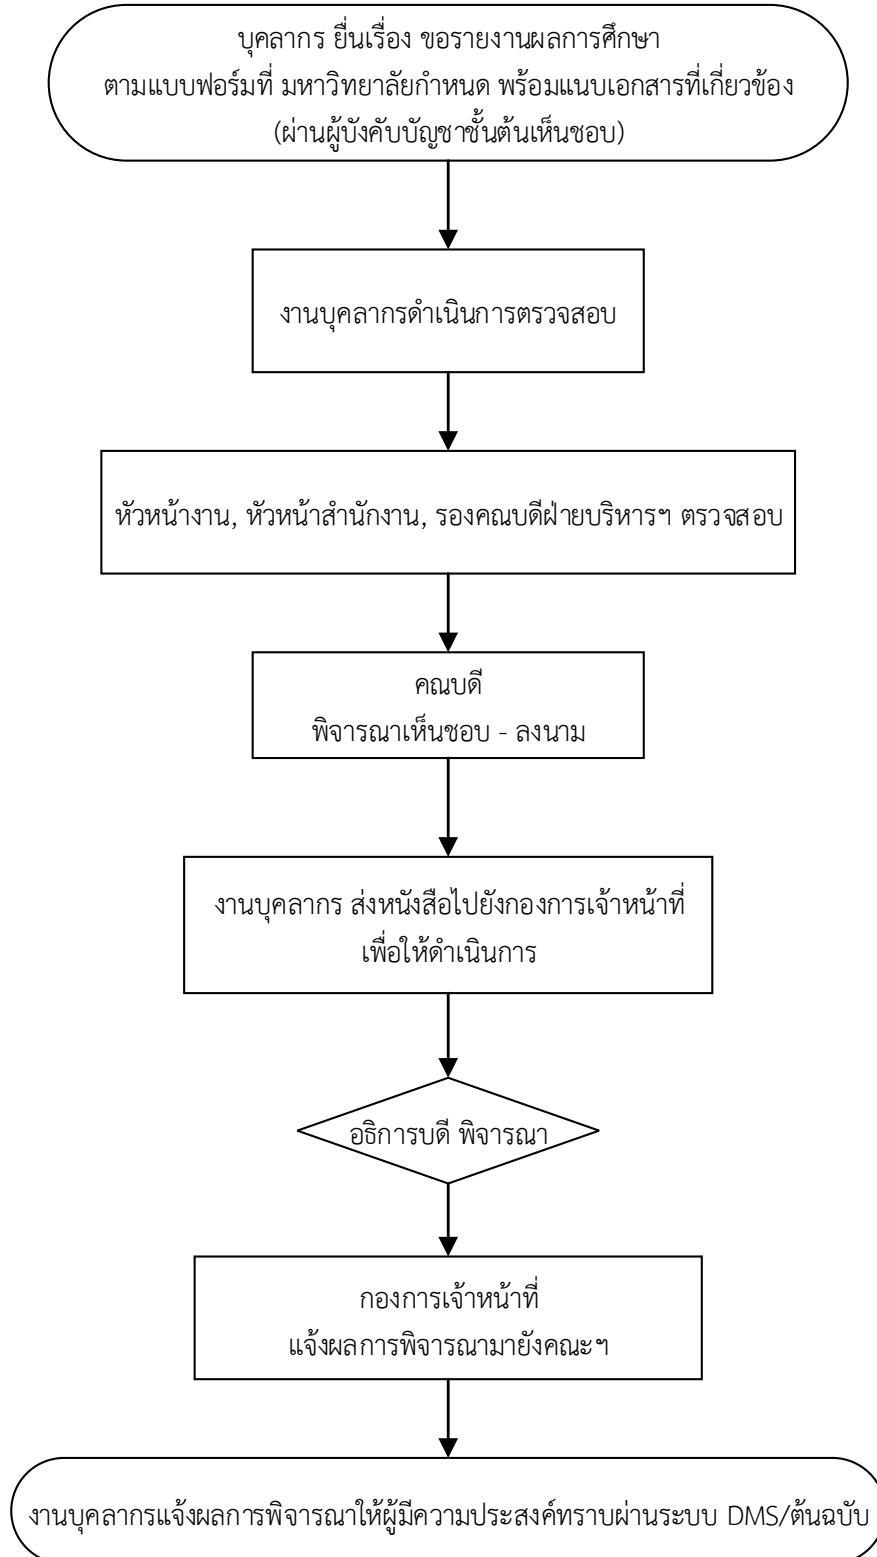 บุคลากร ยื่นเรื่อง ขอรายงานผลการศึกษา
ตามแบบฟอร์มที่ มหาวิทยาลัยกำหนด พร้อมแนบเอกสารที่เกี่ยวข้อง
(ผ่านผู้บังคับบัญชาชั้นต้นเห็นชอบ)
งานบุคลากรดำเนินการตรวจสอบ
หัวหน้างาน, หัวหน้าสำนักงาน, รองคณบดีฝ่ายบริหารฯ ตรวจสอบ
คณบดี
พิจารณาเห็นชอบ - ลงนาม
งานบุคลากร ส่งหนังสือไปยังกองการเจ้าหน้าที่
เพื่อให้ดำเนินการ
อธิการบดี พิจารณา
กองการเจ้าหน้าที่
แจ้งผลการพิจารณามายังคณะฯ
งานบุคลากรแจ้งผลการพิจารณาให้ผู้มีความประสงค์ทราบผ่านระบบ DMS/ต้นฉบับ